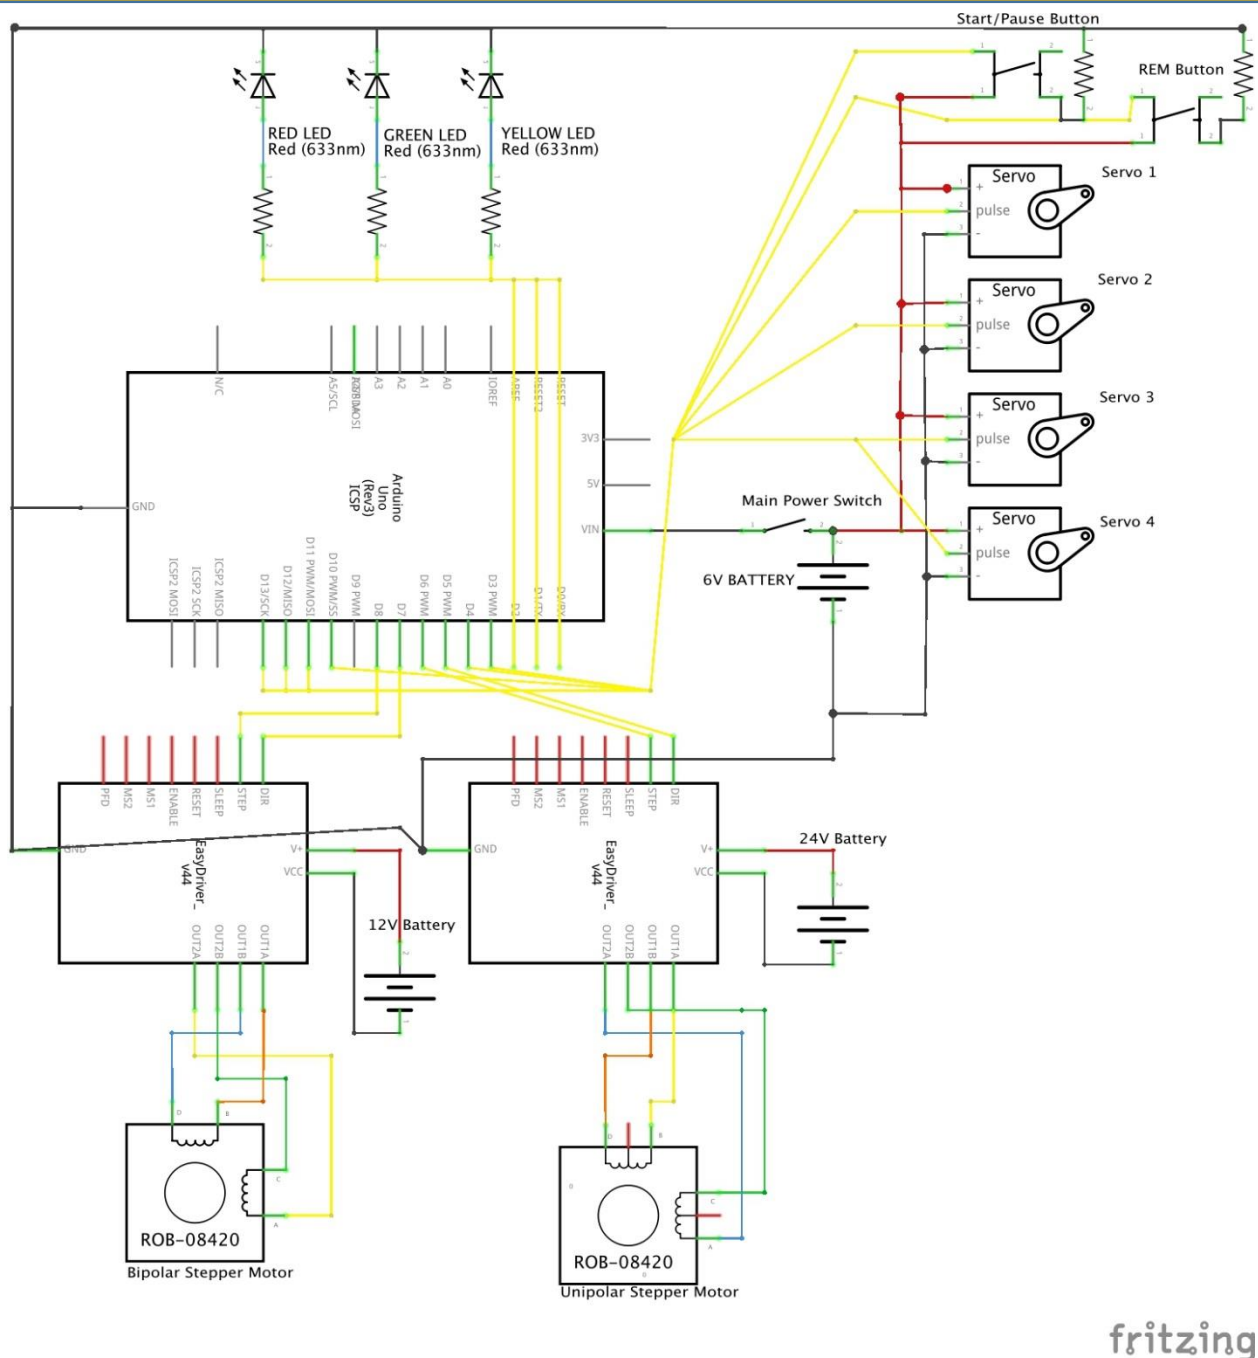 Start/Pause Button
REM Button
RED LED
Red (633nm)
GREEN LED
Red (633nm)
YELLOW LED
Red (633nm)
Servo 1
Servo
+
pulse
-
Servo 2
Servo
+
pulse
-
Servo 3
Servo
+
pulse
-
Servo 4
Servo
+
pulse
-
N/C
A5/SCL
A3
A2
A1
A0
IOREF
AREF
RESET2
RESET
3V3
5V
VIN
GND
Arduino
Uno
(Rev3)
ICSP
Main Power Switch
6V BATTERY
ICSP2 MOSI
ICSP2 SCK
ICSP2 MISO
D13/SCK
D12/MISO
D11 PWM/MOSI
D10 PWM/SS
D9 PWM
D8
D7
D6 PWM
D5 PWM
D4
D3 PWM
D2
D1/TX
D0/RX
PFD
MS2
MS1
ENABLE
RESET
SLEEP
STEP
DIR
GND
V+
VCC
EasyDriver_
v44
OUT2A
OUT2B
OUT1B
OUT1A
12V Battery
PFD
MS2
MS1
ENABLE
RESET
SLEEP
STEP
DIR
GND
V+
VCC
EasyDriver_
v44
OUT2A
OUT2B
OUT1B
OUT1A
24V Battery
D
B
C
A
ROB-08420
Bipolar Stepper Motor
D
B
C
A
ROB-08420
Unipolar Stepper Motor
fritzing